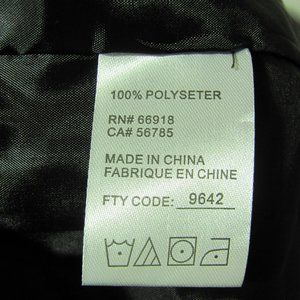 100% POLYSETER
RN# 66918
CA# 56785
MADE IN CHINA
FABRIQUE EN CHINE
FTY CODE: 9642